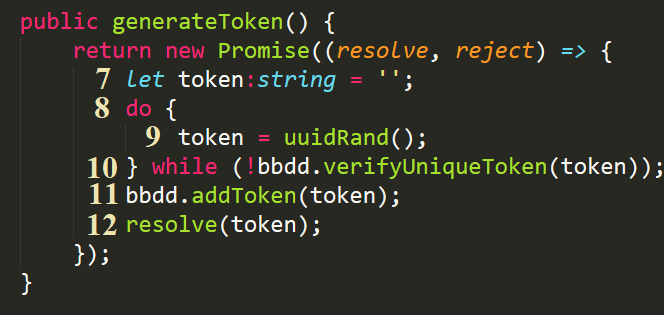 public generateToken() {
return new Promise((resolve, reject) => {
7 let token:string = '';
8 do {
9 token = uuidRand();
10 } while (!bbdd.verifyUniqueToken(token));
11 bbdd.addToken(token);
12 resolve(token);
});
}